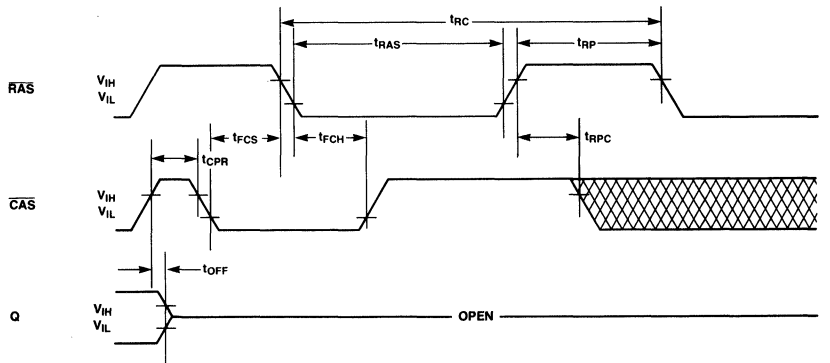 tRC
tRAS
tRP
RAS
VIH
VIL
tFCS
tFCH
tRPC
tCPR
CAS
VIH
VIL
tOFF
Q
VIH
VIL
OPEN